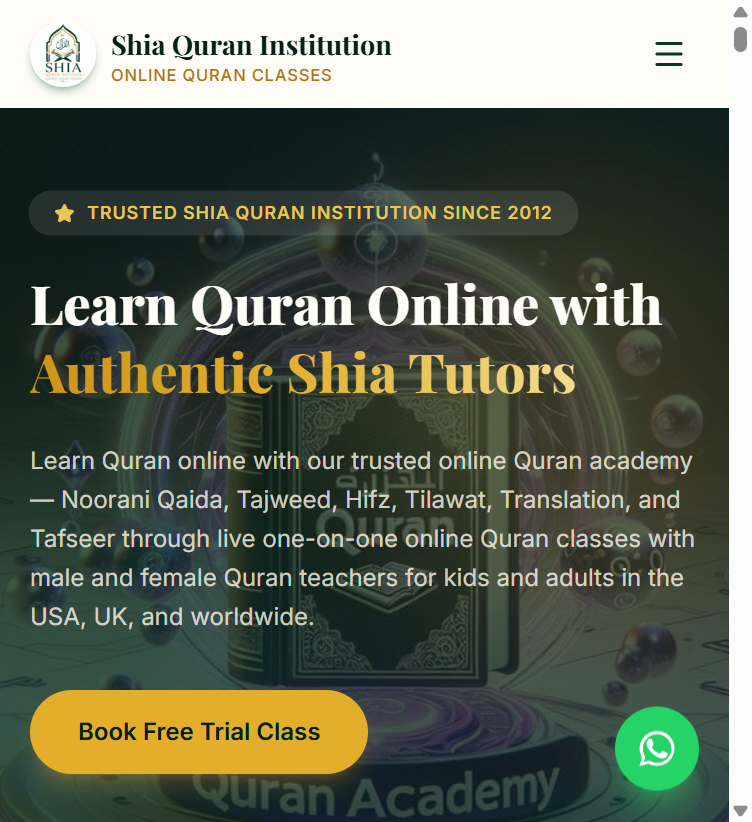 SHIA
Shia Quran Institution
ONLINE QURAN CLASSES
TRUSTED SHIA QURAN INSTITUTION SINCE 2012
Learn Quran Online with
Authentic Shia Tutors
Learn Quran online with our trusted online Quran academy
— Noorani Qaida, Tajweed, Hifz, Tilawat, Translation, and
Tafseer through live one-on-one online Quran classes with
male and female Quran teachers for kids and adults in the
USA, UK, and worldwide.
Quran
Book Free Trial Class
Quran Academy